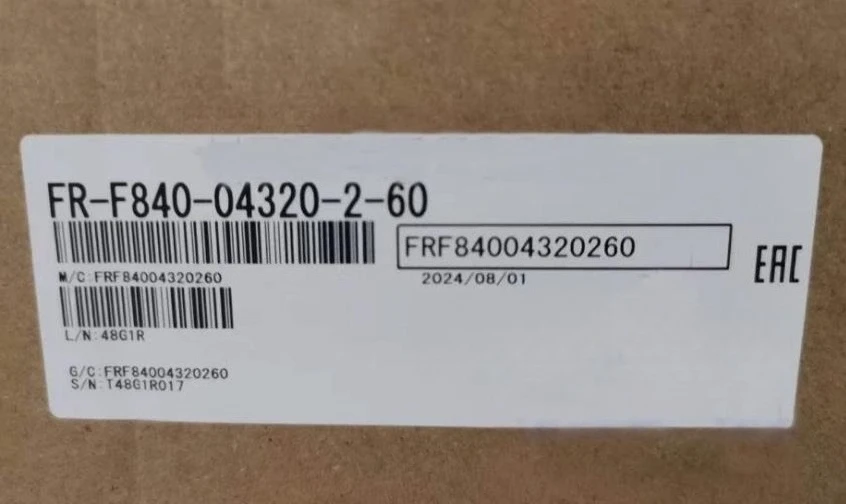 FR-F840-04320-2-60
FRF84004320260
M/C:FRF84004320260
2024/08/01
EAC
L/N:48G1R
G/C:FRF84004320260
S/N:T48G1R017